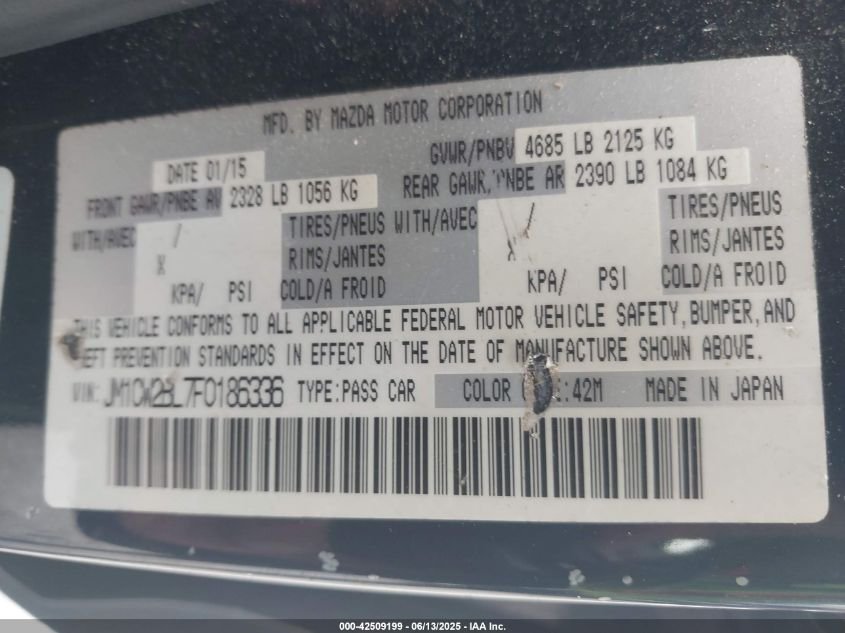 MFD. BY MAZDA MOTOR CORPORATION
DATE 01/15 GVWR/PNBV 4685 LB 2125 KG
FRONT GAWR/PNBE AV 2328 LB 1056 KG REAR GAWR/PNBE AR 2390 LB 1084 KG
WITH/AVEC / TIRES/PNEUS WITH/AVEC / TIRES/PNEUS
X RIMS/JANTES X RIMS/JANTES
KPA/ PSI COLD/A FROID KPA/ PSI COLD/A FROID
THIS VEHICLE CONFORMS TO ALL APPLICABLE FEDERAL MOTOR VEHICLE SAFETY, BUMPER, AND
THEFT PREVENTION STANDARDS IN EFFECT ON THE DATE OF MANUFACTURE SHOWN ABOVE.
VIN: JM1CW2BL7F0186336 TYPE:PASS CAR COLOR :42M MADE IN JAPAN
000-42509199 - 06/13/2025 - IAA Inc.